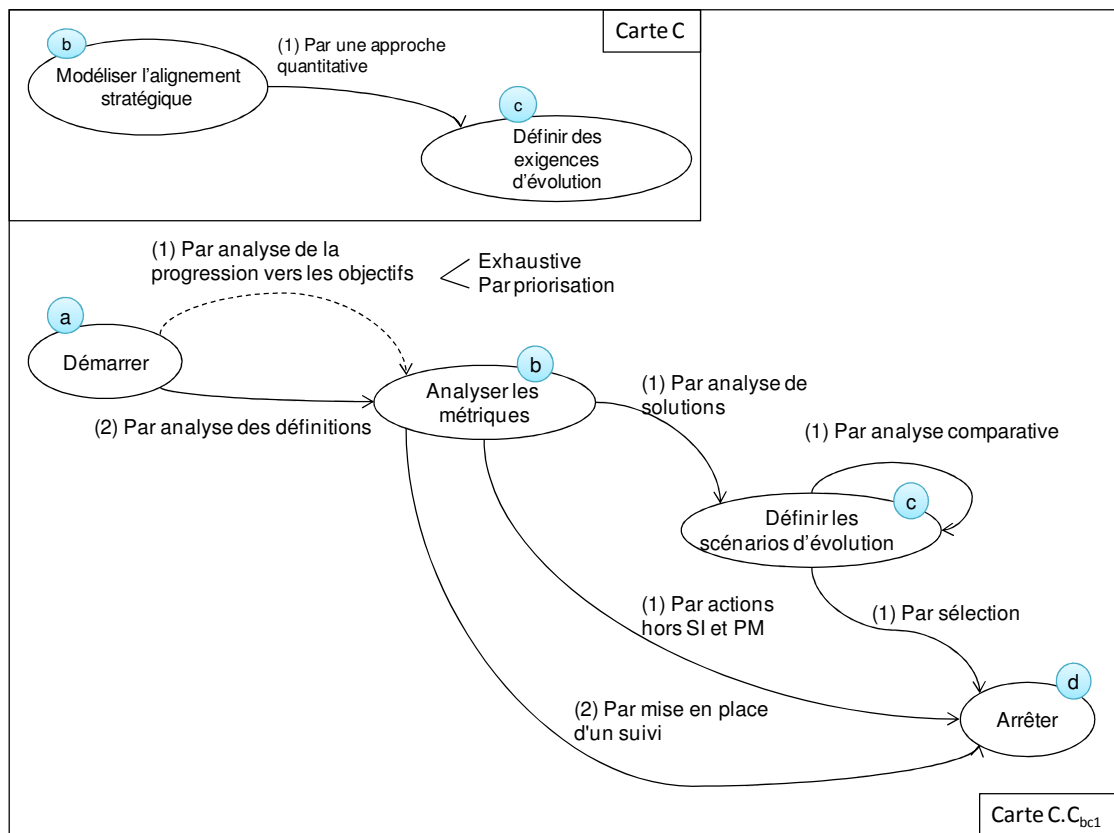 Carte C
b
Modéliser l'alignement
stratégique
(1) Par une approche
quantitative
c
Définir des
exigences
d'évolution
(1) Par analyse de la
progression vers les objectifs
Exhaustive
Par priorisation
a
Démarrer
(2) Par analyse des définitions
b
Analyser les
métriques
(1) Par analyse de
solutions
(1) Par analyse comparative
c
Définir les
scénarios d'évolution
(1) Par actions
hors SI et PM
(1) Par sélection
(2) Par mise en place
d'un suivi
d
Arrêter
Carte C.Cbc1